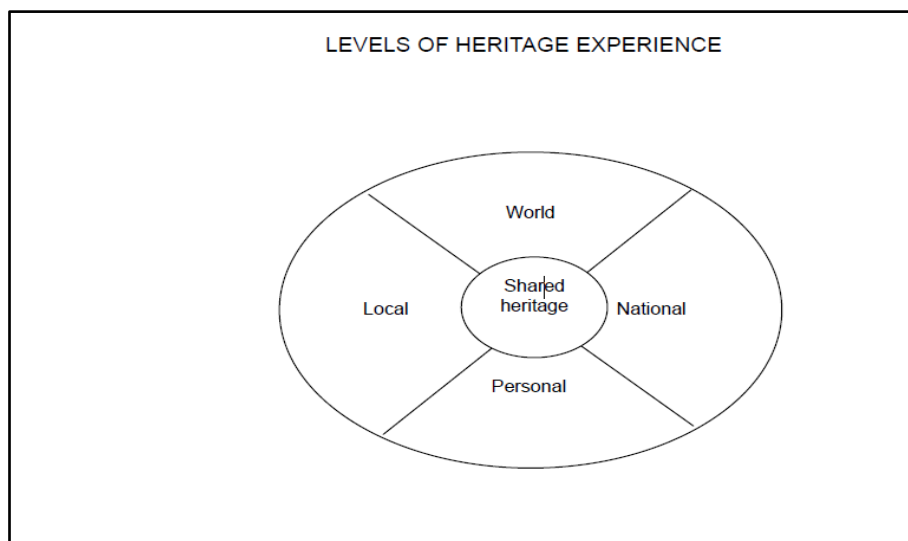 LEVELS OF HERITAGE EXPERIENCE
World
Shared
heritage
Local
National
Personal